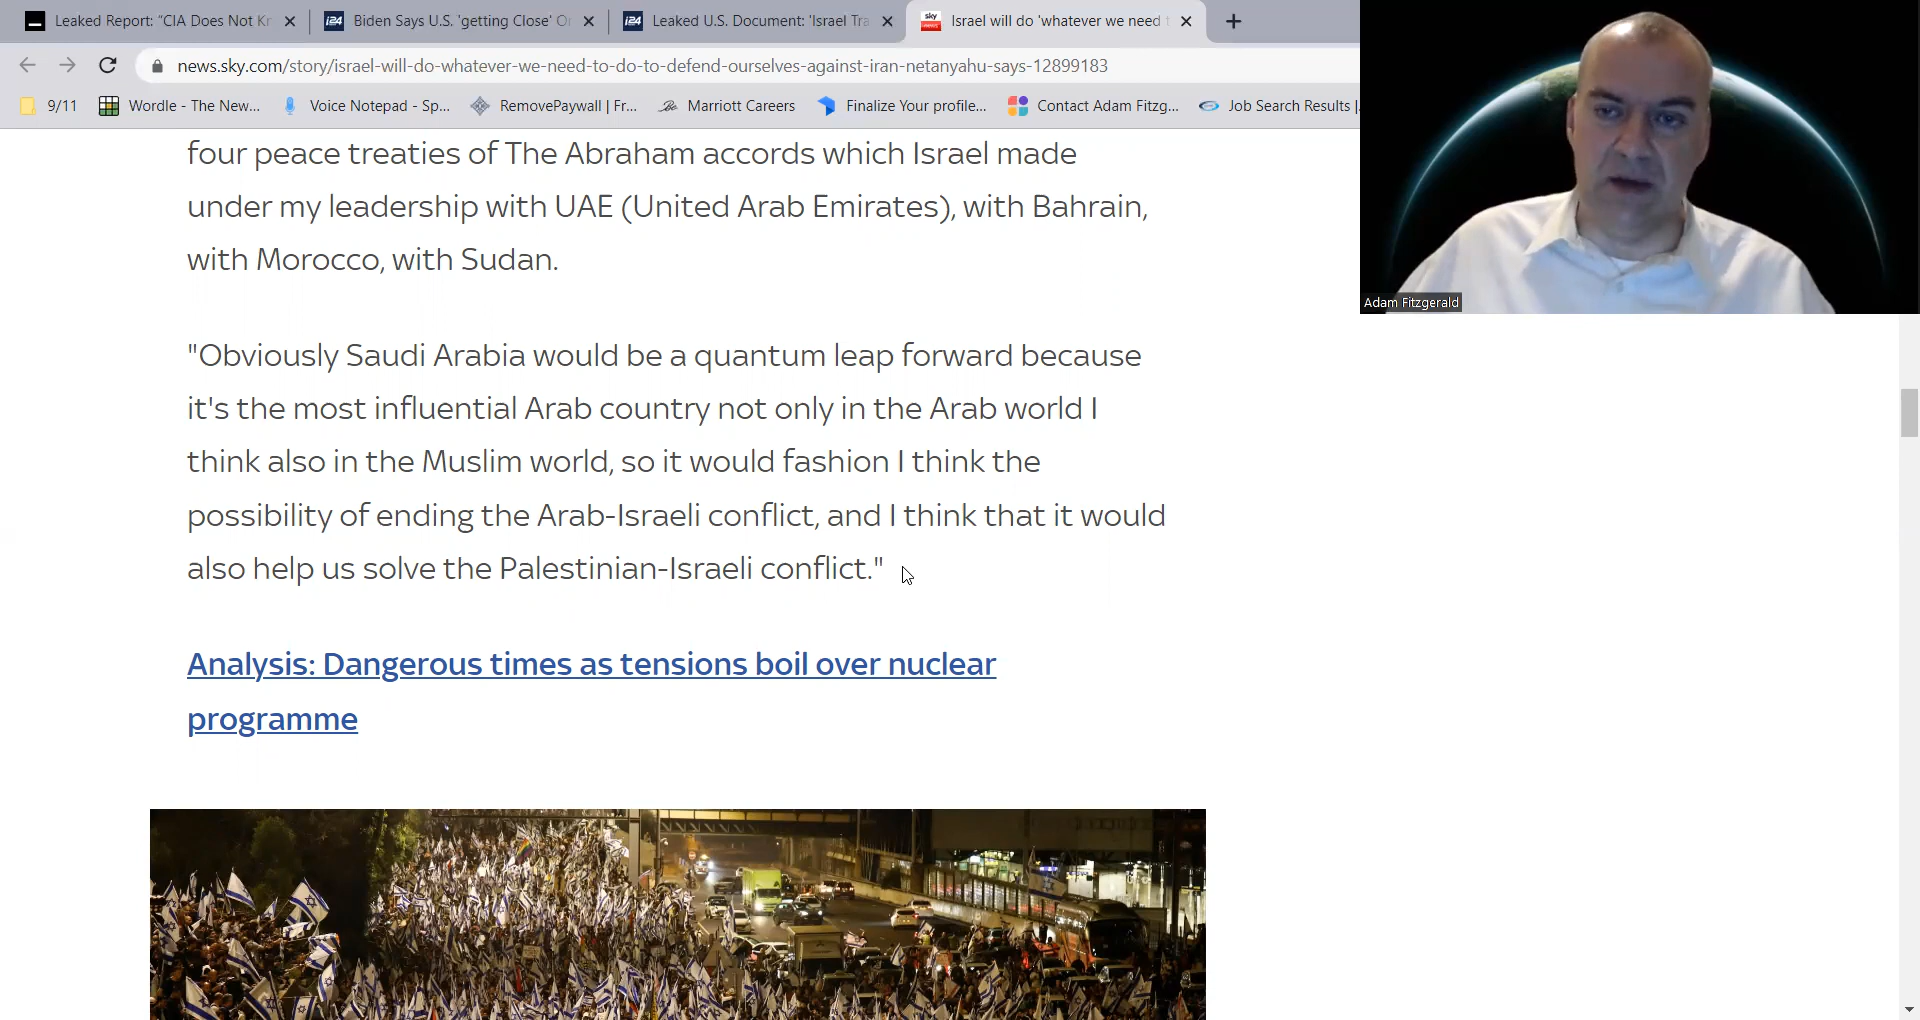 Leaked Report: "CIA Does Not Kr
Biden Says U.S. 'getting Close' O
Leaked U.S. Document: 'Israel Tra
Israel will do 'whatever we need t
i24
i24
sky
news
news.sky.com/story/israel-will-do-whatever-we-need-to-do-to-defend-ourselves-against-iran-netanyahu-says-12899183
9/11
Wordle - The New...
Voice Notepad - Sp...
RemovePaywall | Fr...
Marriott Careers
Finalize Your profile...
Contact Adam Fitzg...
Job Search Results |
Adam Fitzgerald
four peace treaties of The Abraham accords which Israel made
under my leadership with UAE (United Arab Emirates), with Bahrain,
with Morocco, with Sudan.
"Obviously Saudi Arabia would be a quantum leap forward because
it's the most influential Arab country not only in the Arab world I
think also in the Muslim world, so it would fashion I think the
possibility of ending the Arab-Israeli conflict, and I think that it would
also help us solve the Palestinian-Israeli conflict."
Analysis: Dangerous times as tensions boil over nuclear
programme